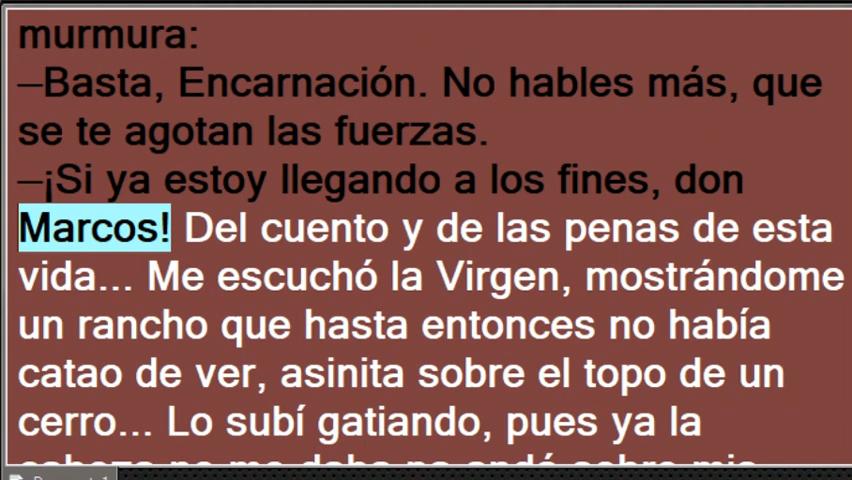 murmura:
–Basta, Encarnación. No hables más, que
se te agotan las fuerzas.
–¡Si ya estoy llegando a los fines, don
Marcos! Del cuento y de las penas de esta
vida... Me escuchó la Virgen, mostrándome
un rancho que hasta entonces no había
catao de ver, asinita sobre el topo de un
cerro... Lo subí gatiando, pues ya la